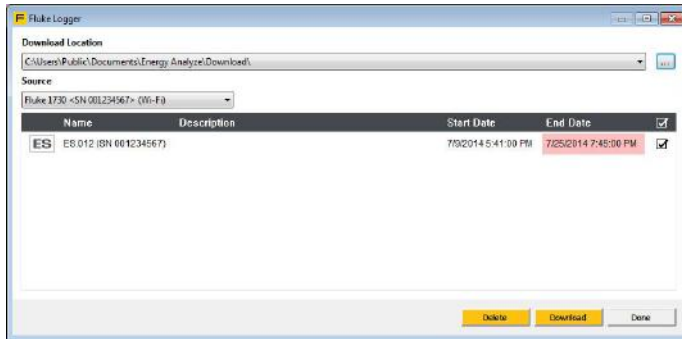 Fluke Logger
Download Location
C:\Users\Public\Documents\Energy Analyze\Download\
...
Source
Fluke 1730 <SN 001234567> (Wi-Fi)
Name Description Start Date End Date
ES ES.012 (SN 001234567) 7/9/2014 5:41:00 PM 7/25/2014 7:45:00 PM
Delete Download Done